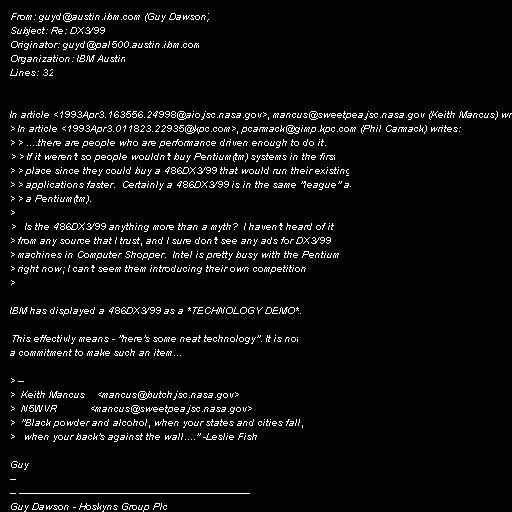 From: guyd@austin.ibm.com (Guy Dawson)
Subject: Re: DX3/99
Originator: guyd@pal500.austin.ibm.com
Organization: IBM Austin
Lines: 32
In article <1993Apr3.163556.24998@aio.jsc.nasa.gov>, mancus@sweetpea.jsc.nasa.gov (Keith Mancus) wr
>In article <1993Apr3.011823.22935@kpc.com>, pcarmack@gimp.kpc.com (Phil Carmack) writes:
> > ....there are people who are performance driven enough to do it.
> > If it weren't so people wouldn't buy Pentium(tm) systems in the first
> > place since they could buy a 486DX3/99 that would run their existing
> > applications faster.  Certainly a 486DX3/99 is in the same "league" a
> > a Pentium(tm).
>
>   Is the 486DX3/99 anything more than a myth?  I haven't heard of it
>from any source that I trust, and I sure don't see any ads for DX3/99
>machines in Computer Shopper.  Intel is pretty busy with the Pentium
>right now; I can't seem them introducing their own competition
>
IBM has displayed a 486DX3/99 as a *TECHNOLOGY DEMO*.
This effectivly means - "here's some neat technology". It is not
a commitment to make such an item...
> --
>  Keith Mancus    <mancus@butch.jsc.nasa.gov>
>  N5WVR           <mancus@sweetpea.jsc.nasa.gov>
>  "Black powder and alcohol, when your states and cities fall,
>   when your back's against the wall...." -Leslie Fish
Guy
--
-- ----------------------------------------------------------------
Guy Dawson - Hoskyns Group Plc